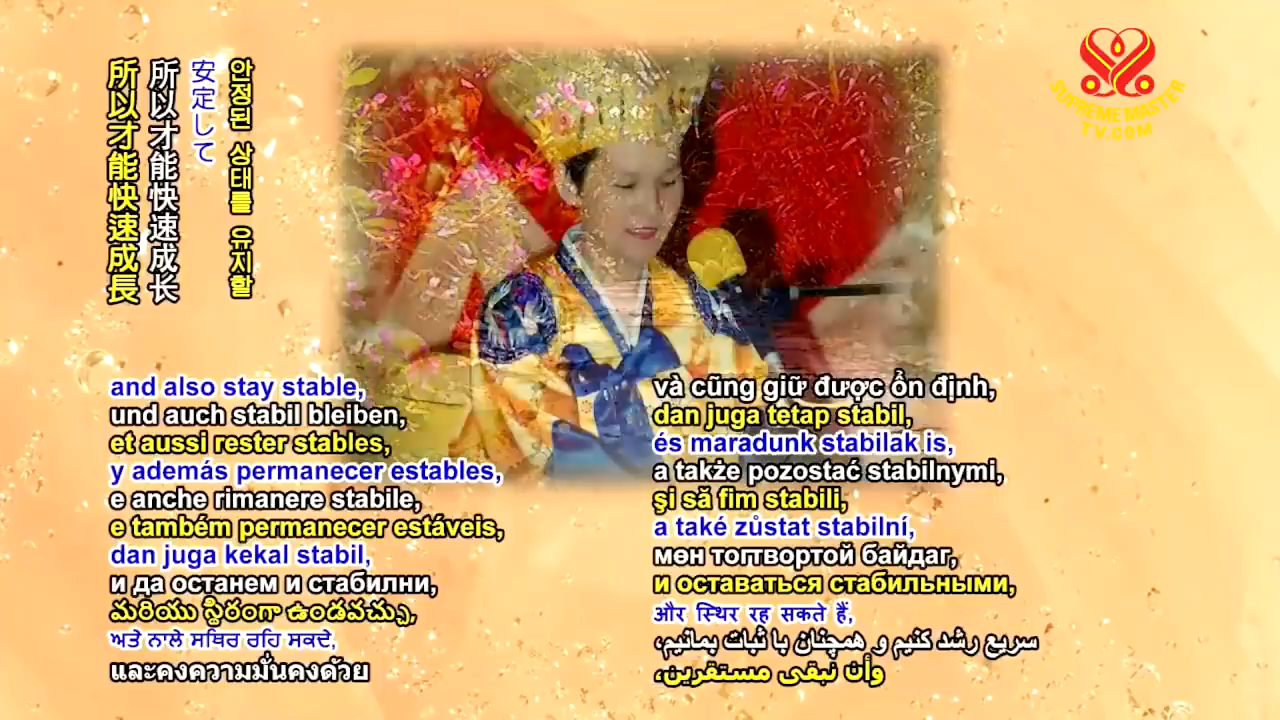 所以才能快速成長
所以才能快速成长
安定して
안정된 상태를 유지할
SUPREME MASTER
TV.COM
and also stay stable,
und auch stabil bleiben,
et aussi rester stables,
y además permanecer estables,
e anche rimanere stabile,
e também permanecer estáveis,
dan juga kekal stabil,
и да останем и стабилни,
మరియు స్థిరంగా ఉండవచ్చు,
ਅਤੇ ਨਾਲੇ ਸਥਿਰ ਰਹਿ ਸਕਦੇ,
และคงความมั่นคงด้วย
và cũng giữ được ổn định,
dan juga tetap stabil,
és maradunk stabilak is,
a także pozostać stabilnymi,
şi să fim stabili,
a také zůstat stabilní,
мөн тогтвортой байдаг,
и оставаться стабильными,
और स्थिर रह सकते हैं,
سریع رشد کنیم و همچنان با ثبات بمانیم،
وأن نبقى مستقرين،